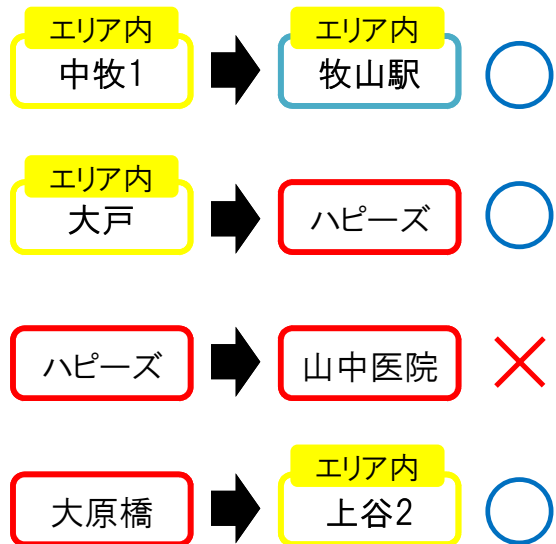 エリア内
中牧1
エリア内
牧山駅
エリア内
大戸
ハピーズ
ハピーズ
山中医院
大原橋
エリア内
上谷2